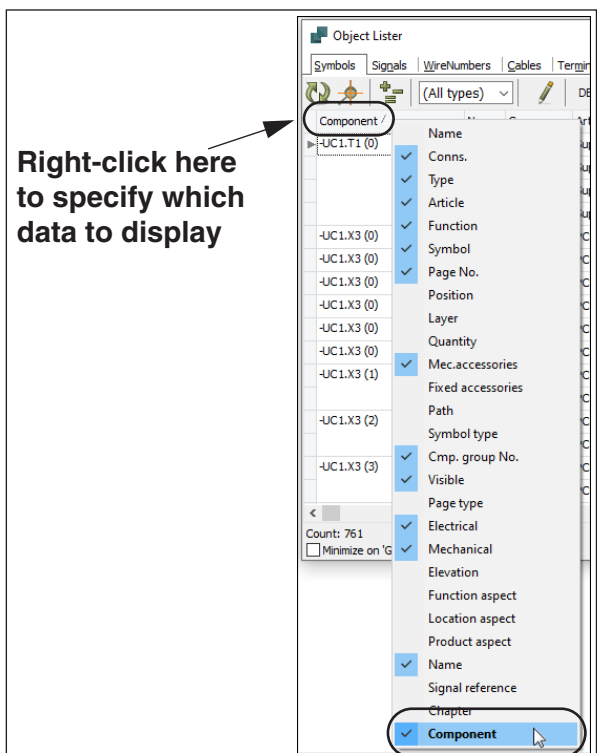 Object Lister
Symbols Signals WireNumbers Cables
(All types) DE
Component
Right-click here
to specify which
data to display
-UC1.T1 (0)
-UC1.X3 (0)
-UC1.X3 (0)
-UC1.X3 (0)
-UC1.X3 (0)
-UC1.X3 (0)
-UC1.X3 (0)
-UC1.X3 (1)
-UC1.X3 (2)
-UC1.X3 (3)
Count: 761
Minimize on 'G
Name
Conns.
Type
Article
Function
Symbol
Page No.
Position
Layer
Quantity
Mec.accessories
Fixed accessories
Path
Symbol type
Cmp. group No.
Visible
Page type
Electrical
Mechanical
Elevation
Function aspect
Location aspect
Product aspect
Name
Signal reference
Chapter
Component